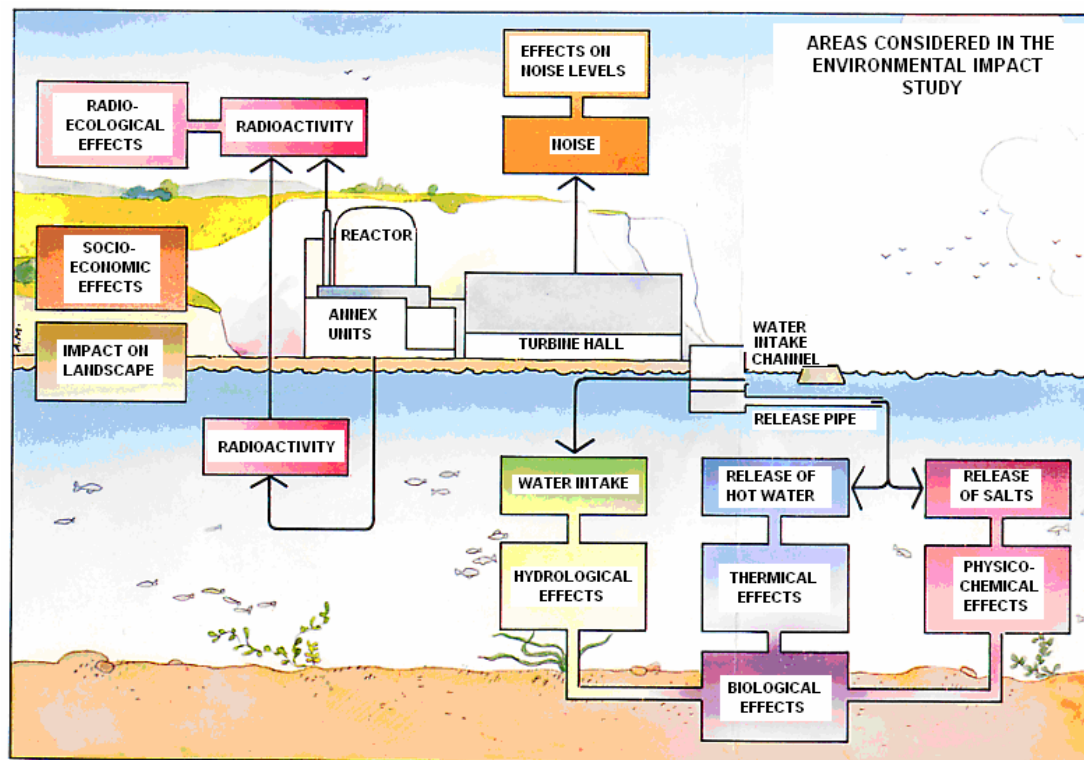 AREAS CONSIDERED IN THE
ENVIRONMENTAL IMPACT
STUDY
EFFECTS ON
NOISE LEVELS
NOISE
RADIO-
ECOLOGICAL
EFFECTS
RADIOACTIVITY
SOCIO-
ECONOMIC
EFFECTS
IMPACT ON
LANDSCAPE
REACTOR
ANNEX
UNITS
TURBINE HALL
WATER
INTAKE
CHANNEL
RELEASE PIPE
RADIOACTIVITY
WATER INTAKE
RELEASE OF
HOT WATER
RELEASE
OF SALTS
HYDROLOGICAL
EFFECTS
THERMICAL
EFFECTS
PHYSICO-
CHEMICAL
EFFECTS
BIOLOGICAL
EFFECTS